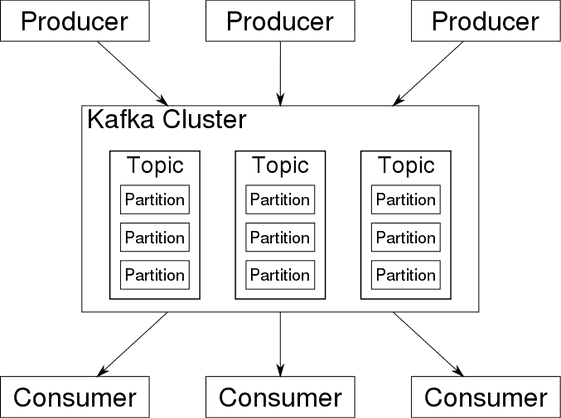 Producer
Producer
Producer
Kafka Cluster
Topic
Partition
Partition
Partition
Topic
Partition
Partition
Partition
Topic
Partition
Partition
Partition
Consumer
Consumer
Consumer